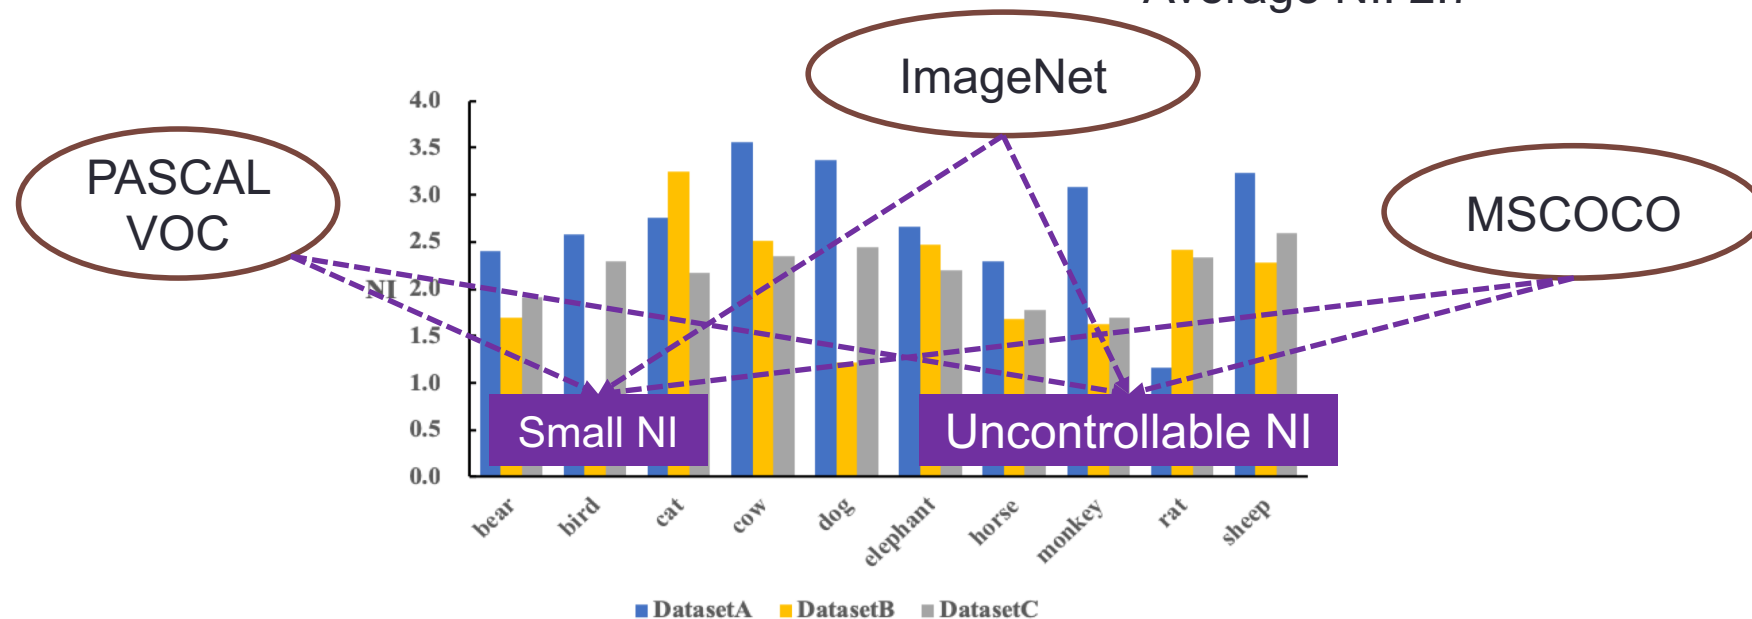 ImageNet
PASCAL
VOC
MSCOCO
4.0
3.5
3.0
2.5
NI 2.0
1.5
1.0
0.5
0.0
Small NI
Uncontrollable NI
bear
bird
cat
cow
dog
elephant
horse
monkey
rat
sheep
DatasetA DatasetB DatasetC